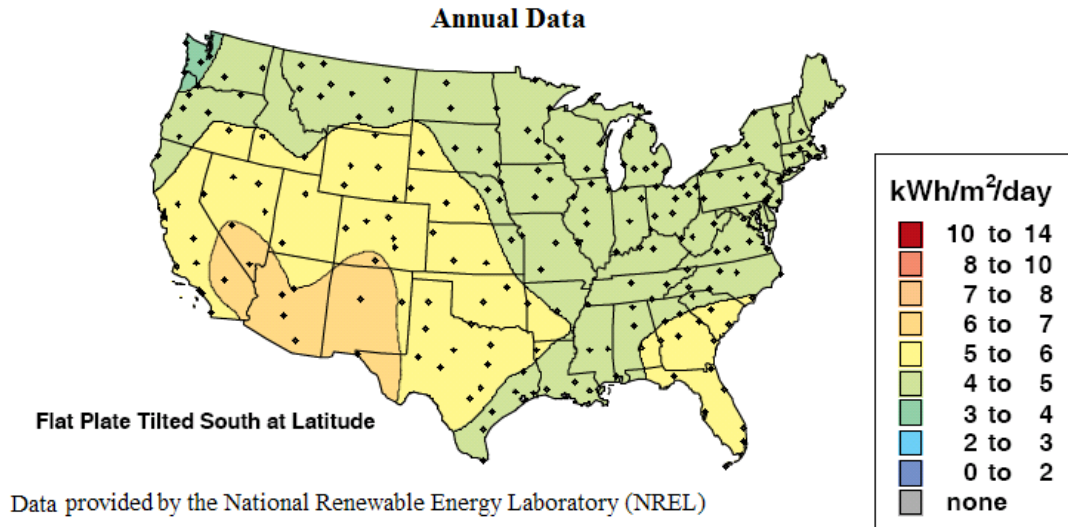 Annual Data
kWh/m²/day
10 to 14
8 to 10
7 to 8
6 to 7
5 to 6
4 to 5
3 to 4
2 to 3
0 to 2
none
Flat Plate Tilted South at Latitude
Data provided by the National Renewable Energy Laboratory (NREL)